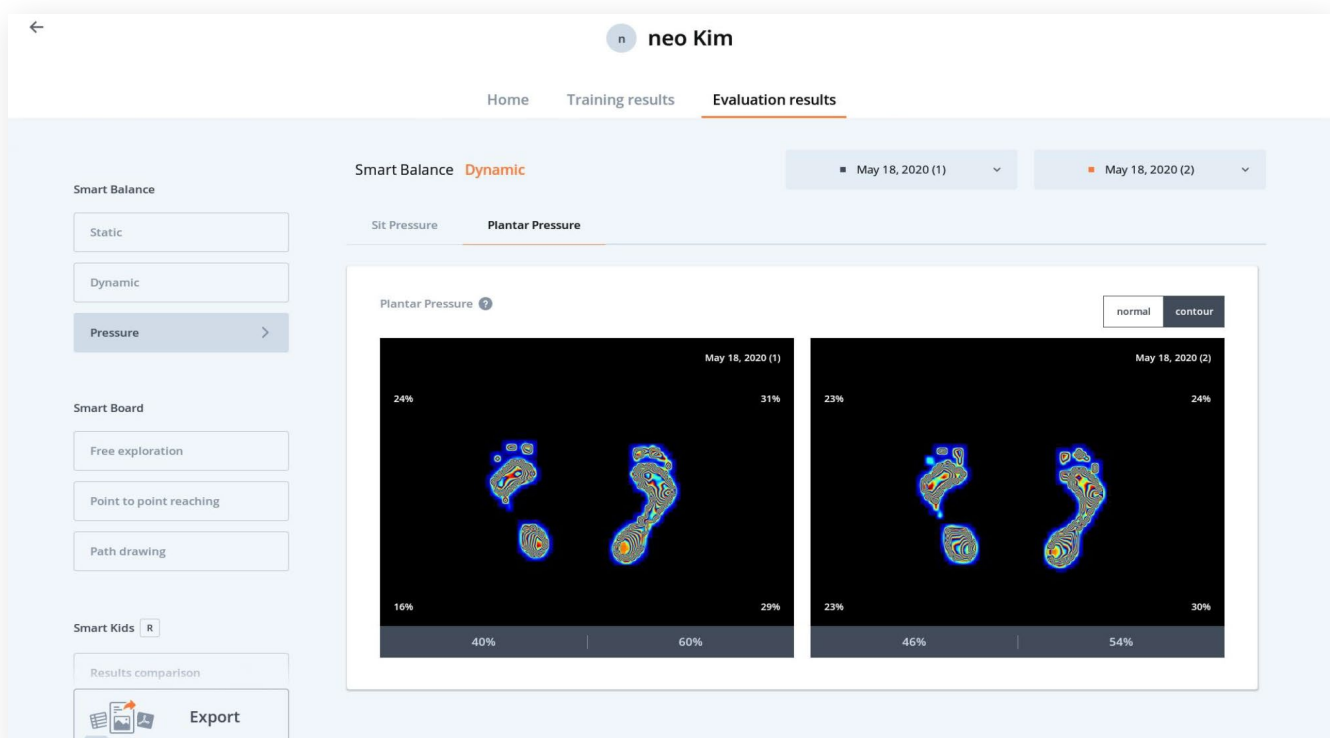 n neo Kim
Home Training results Evaluation results
Smart Balance
Static
Dynamic
Pressure
Smart Board
Free exploration
Point to point reaching
Path drawing
Smart Kids R
Results comparison
Export
Smart Balance Dynamic
May 18, 2020 (1)
May 18, 2020 (2)
Sit Pressure Plantar Pressure
Plantar Pressure ?
normal contour
May 18, 2020 (1)
24% 31%
16% 29%
40% 60%
May 18, 2020 (2)
23% 24%
23% 30%
46% 54%